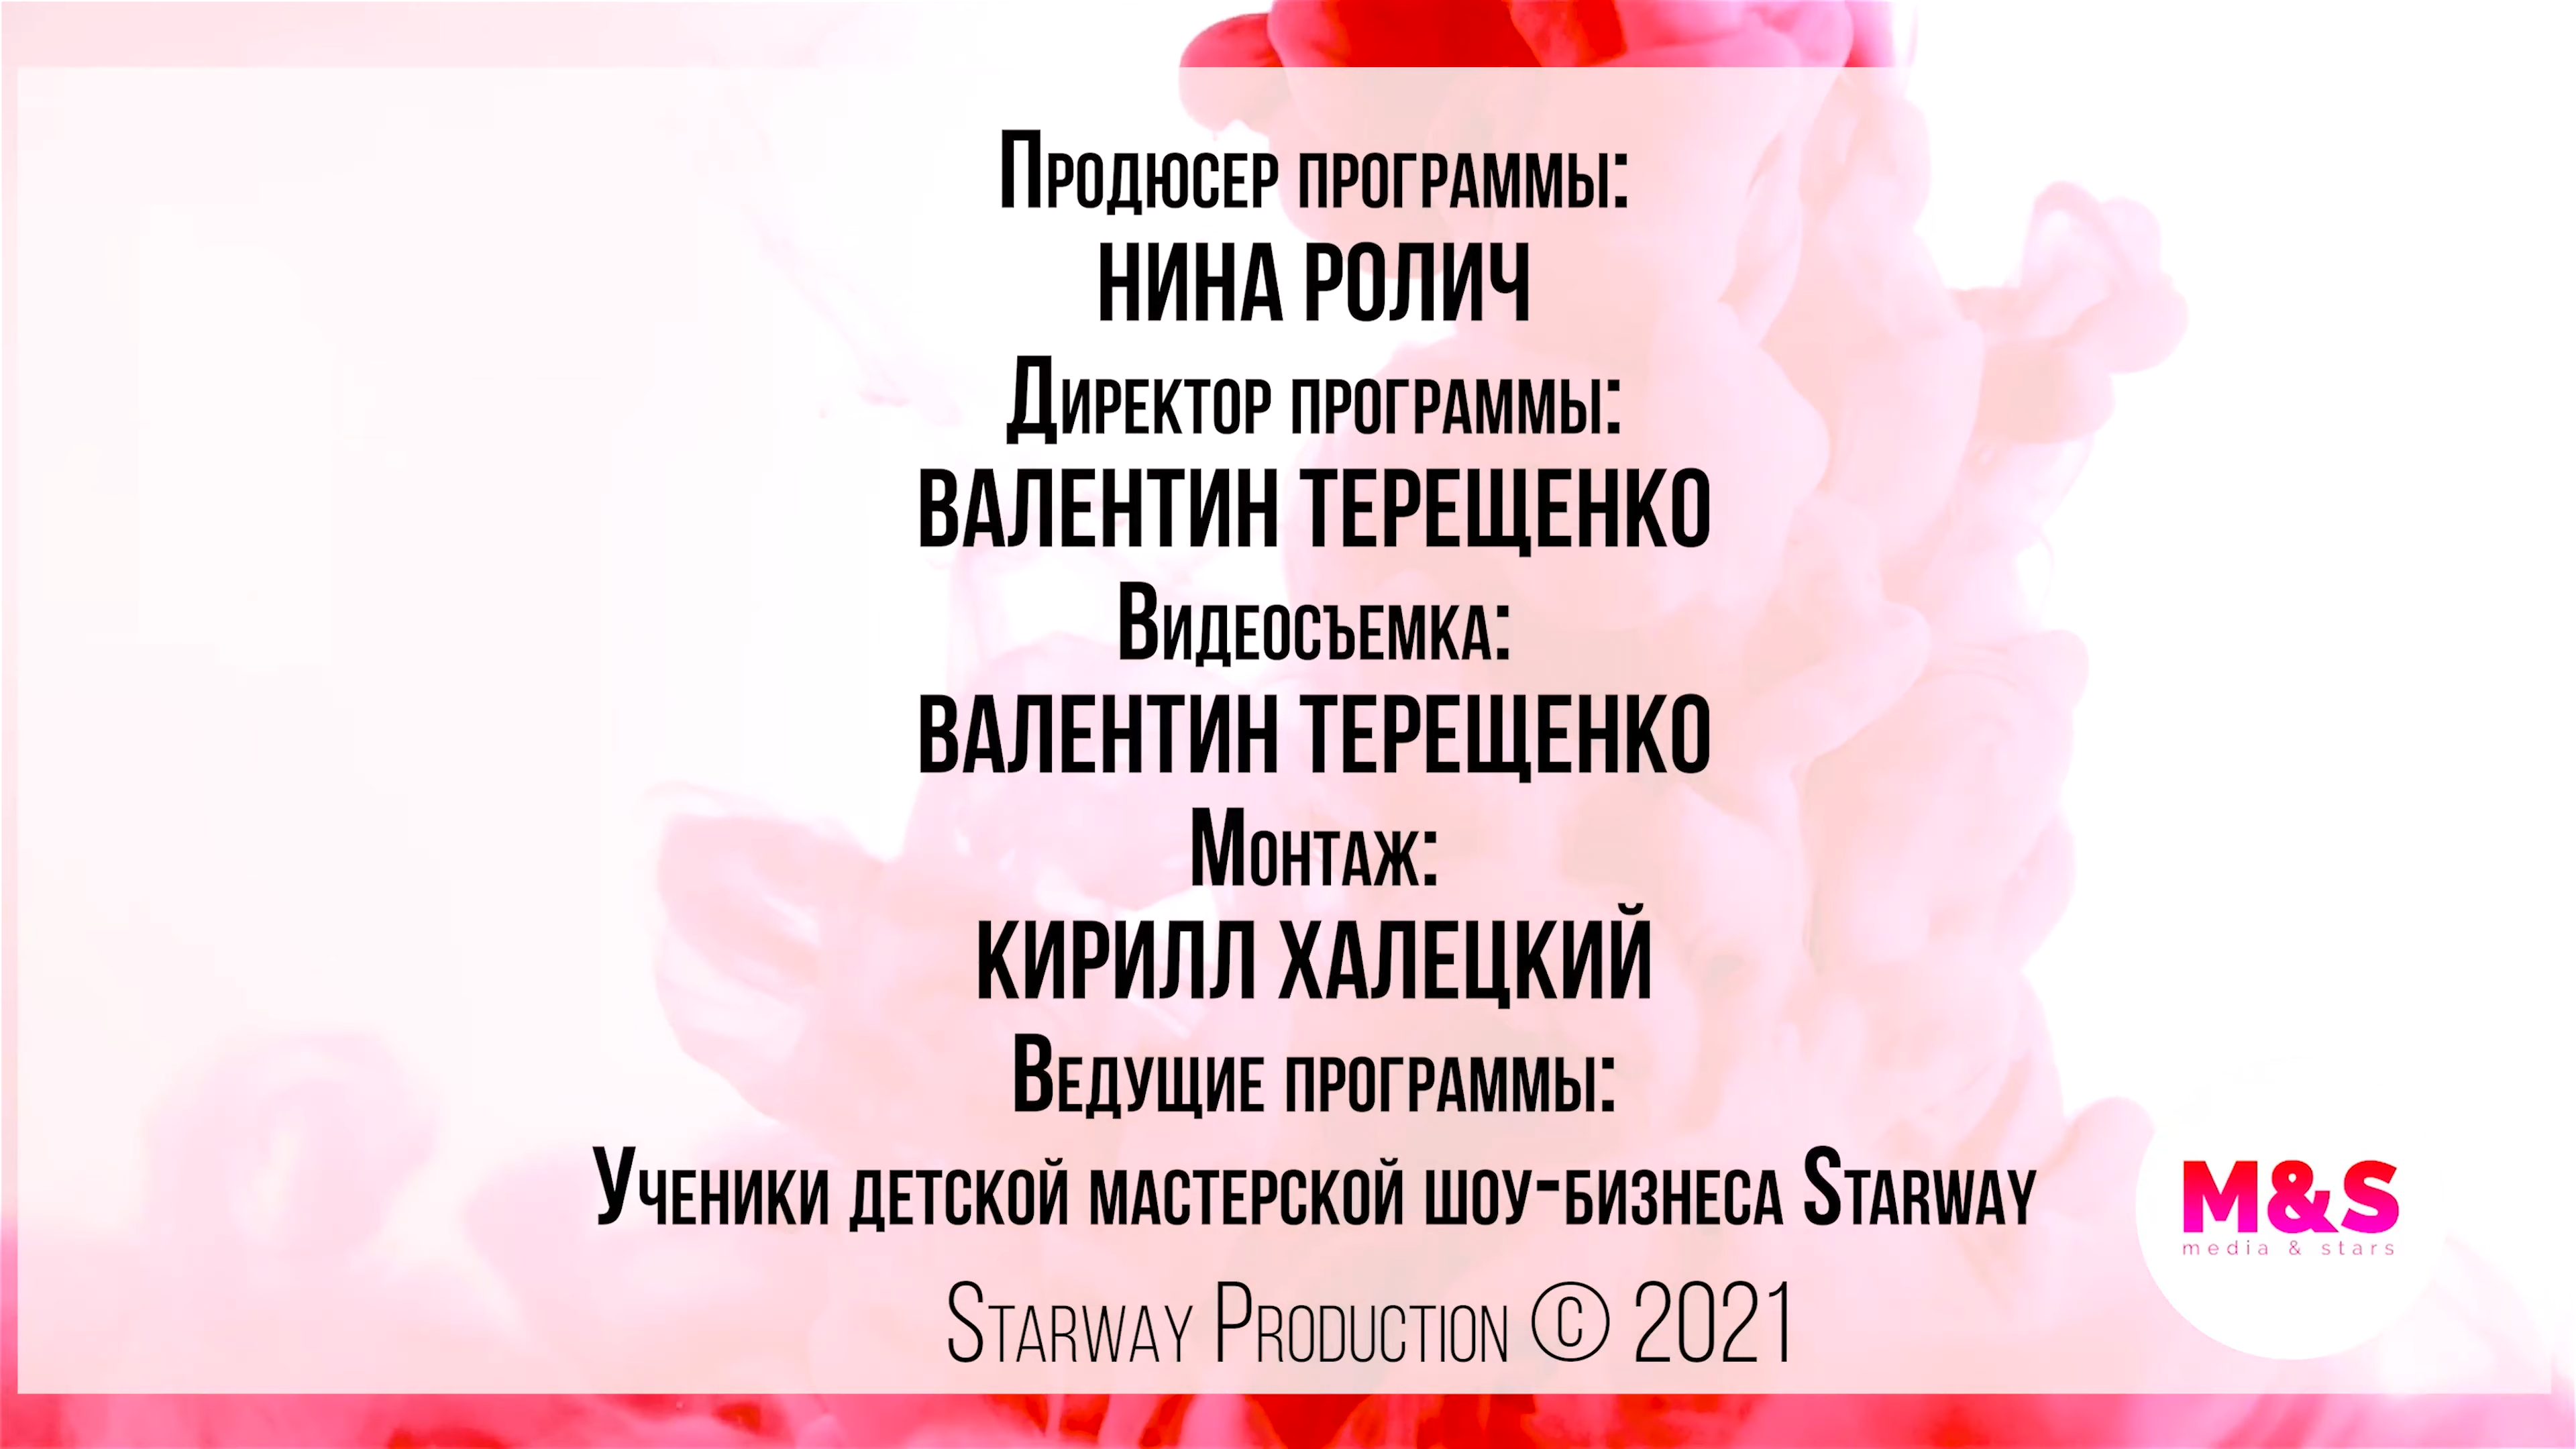 Продюсер программы:
НИНА РОЛИЧ
Директор программы:
ВАЛЕНТИН ТЕРЕЩЕНКО
Видеосъемка:
ВАЛЕНТИН ТЕРЕЩЕНКО
Монтаж:
КИРИЛЛ ХАЛЕЦКИЙ
Ведущие программы:
Ученики детской мастерской шоу-бизнеса Starway
M&S
media & stars
Starway Production © 2021